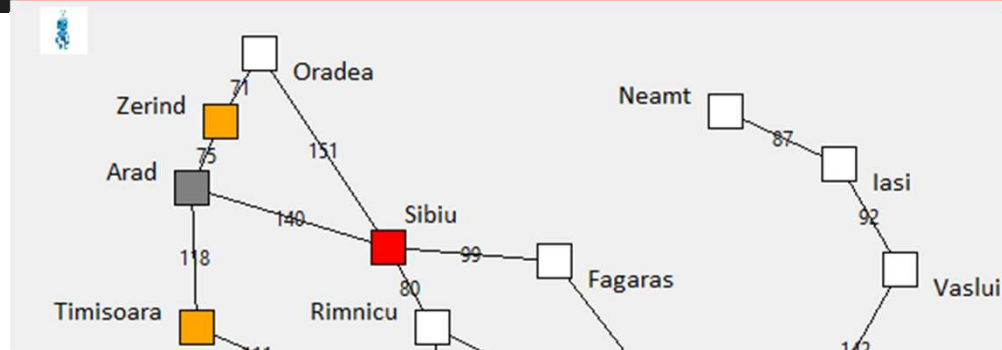 Oradea
71
Zerind
Neamt
87
75
151
Arad
Iasi
140
Sibiu
92
118
99
Fagaras
80
Vaslui
Timisoara
Rimnicu